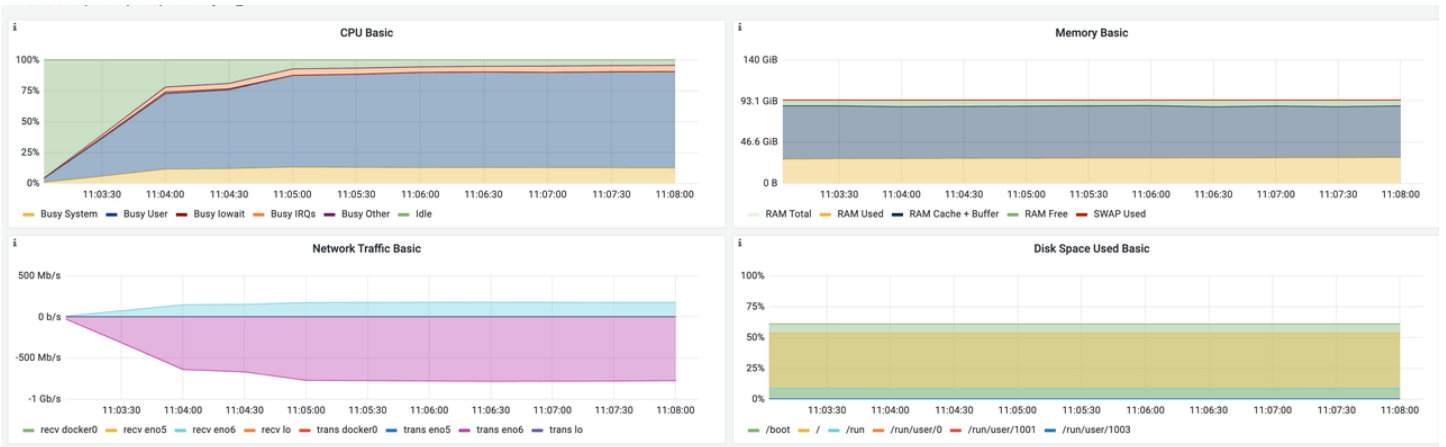 i
CPU Basic
100%
75%
50%
25%
0%
11:03:30 11:04:00 11:04:30 11:05:00 11:05:30 11:06:00 11:06:30 11:07:00 11:07:30 11:08:00
Busy System Busy User Busy Iowait Busy IRQs Busy Other Idle
i
Memory Basic
140 GiB
93.1 GiB
46.6 GiB
0 B
11:03:30 11:04:00 11:04:30 11:05:00 11:05:30 11:06:00 11:06:30 11:07:00 11:07:30 11:08:00
RAM Total RAM Used RAM Cache + Buffer RAM Free SWAP Used
i
Network Traffic Basic
500 Mb/s
0 b/s
-500 Mb/s
-1 Gb/s
11:03:30 11:04:00 11:04:30 11:05:00 11:05:30 11:06:00 11:06:30 11:07:00 11:07:30 11:08:00
recv docker0 recv eno5 recv eno6 recv lo trans docker0 trans eno5 trans eno6 trans lo
i
Disk Space Used Basic
100%
75%
50%
25%
0%
11:03:30 11:04:00 11:04:30 11:05:00 11:05:30 11:06:00 11:06:30 11:07:00 11:07:30 11:08:00
/boot / /run /run/user/0 /run/user/1001 /run/user/1003